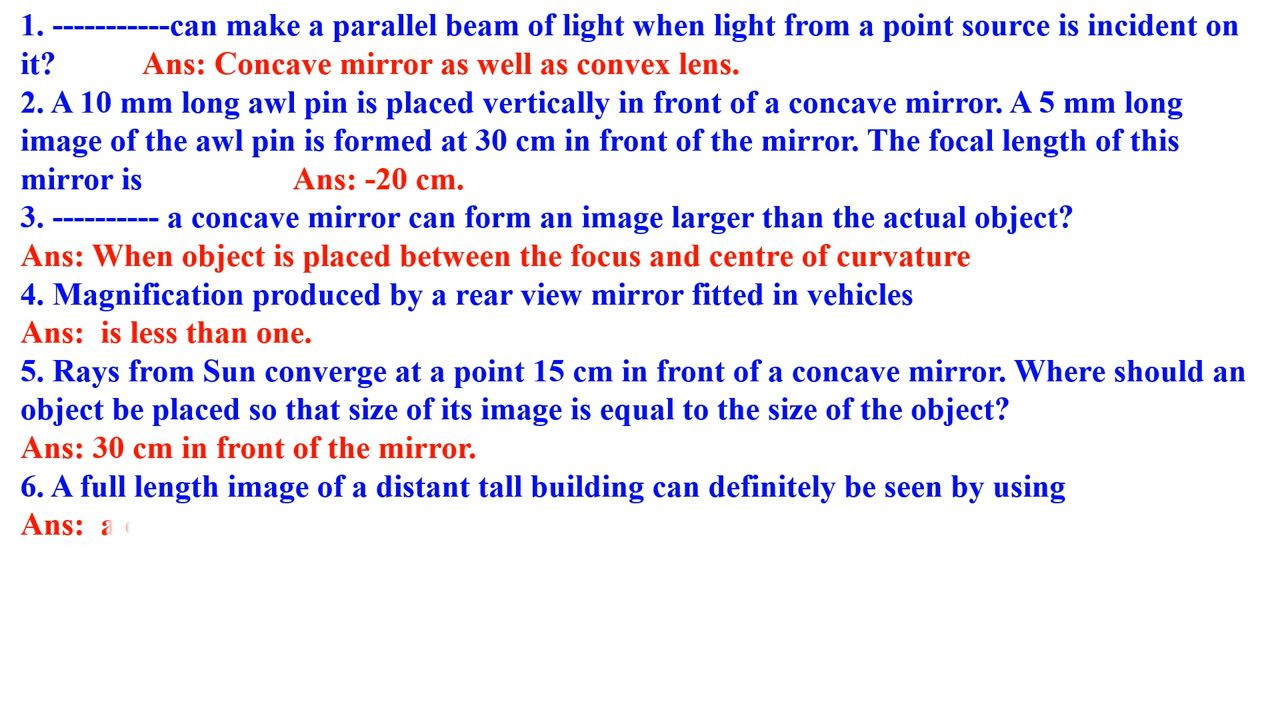 1. -----------can make a parallel beam of light when light from a point source is incident on
it? Ans: Concave mirror as well as convex lens.
2. A 10 mm long awl pin is placed vertically in front of a concave mirror. A 5 mm long
image of the awl pin is formed at 30 cm in front of the mirror. The focal length of this
mirror is Ans: -20 cm.
3. ---------- a concave mirror can form an image larger than the actual object?
Ans: When object is placed between the focus and centre of curvature
4. Magnification produced by a rear view mirror fitted in vehicles
Ans: is less than one.
5. Rays from Sun converge at a point 15 cm in front of a concave mirror. Where should an
object be placed so that size of its image is equal to the size of the object?
Ans: 30 cm in front of the mirror.
6. A full length image of a distant tall building can definitely be seen by using
Ans: a